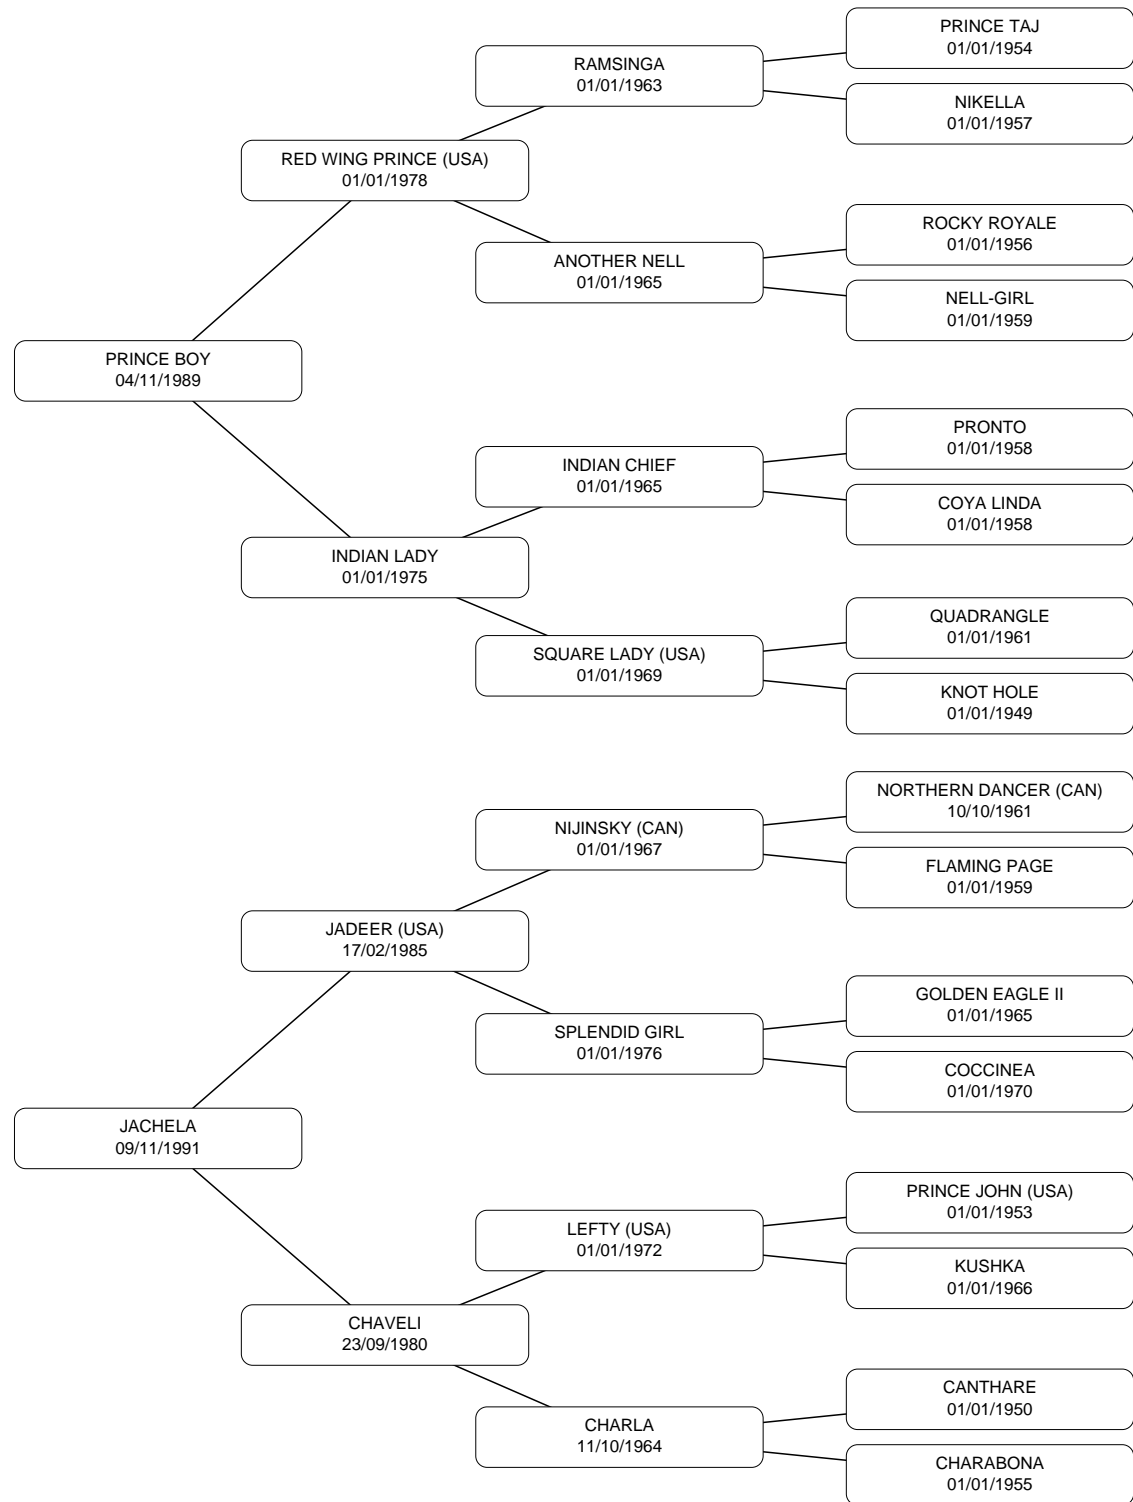 PRINCE TAJ
01/01/1954
RAMSINGA
01/01/1963
NIKELLA
01/01/1957
RED WING PRINCE (USA)
01/01/1978
ROCKY ROYALE
01/01/1956
ANOTHER NELL
01/01/1965
NELL-GIRL
01/01/1959
PRINCE BOY
04/11/1989
PRONTO
01/01/1958
INDIAN CHIEF
01/01/1965
COYA LINDA
01/01/1958
INDIAN LADY
01/01/1975
QUADRANGLE
01/01/1961
SQUARE LADY (USA)
01/01/1969
KNOT HOLE
01/01/1949
NORTHERN DANCER (CAN)
10/10/1961
NIJINSKY (CAN)
01/01/1967
FLAMING PAGE
01/01/1959
JADEER (USA)
17/02/1985
GOLDEN EAGLE II
01/01/1965
SPLENDID GIRL
01/01/1976
COCCINEA
01/01/1970
JACHELA
09/11/1991
PRINCE JOHN (USA)
01/01/1953
LEFTY (USA)
01/01/1972
KUSHKA
01/01/1966
CHAVELI
23/09/1980
CANTHARE
01/01/1950
CHARLA
11/10/1964
CHARABONA
01/01/1955